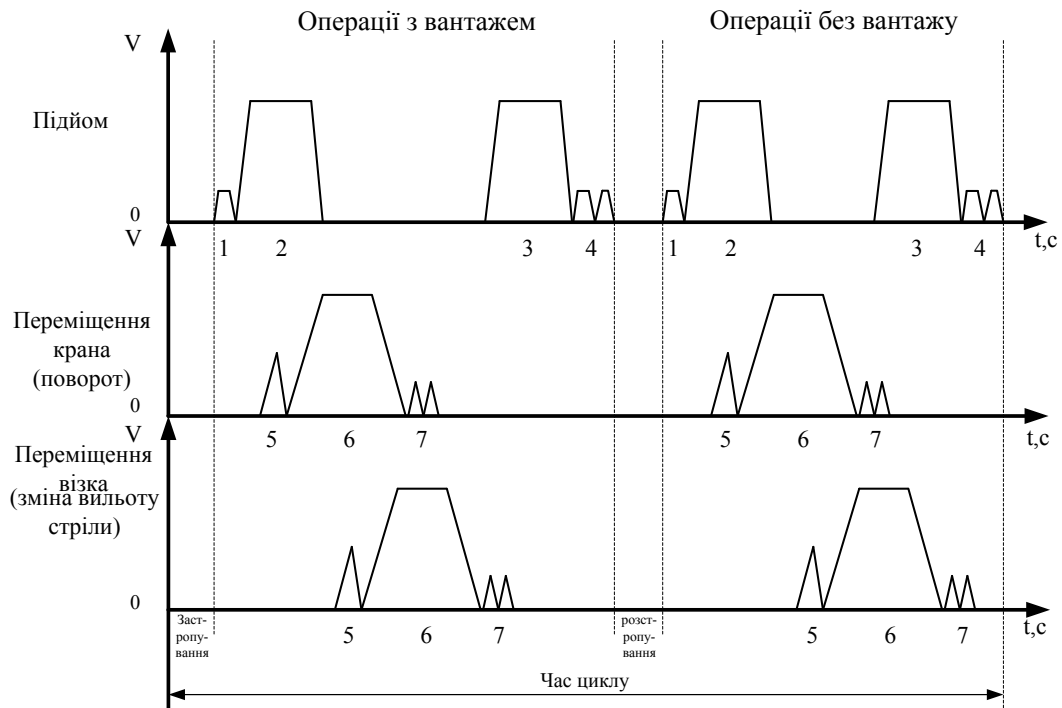 Операції з вантажем
Операції без вантажу
V
Підйом
0
1 2 3 4 1 2 3 4
t,c
V
Переміщення
крана
(поворот)
0
5 6 7 5 6 7
t,c
V
Переміщення
візка
(зміна вильоту
стріли)
0
5 6 7 5 6 7
t,c
Заст-
ропу-
вання
розст-
ропу-
вання
Час циклу